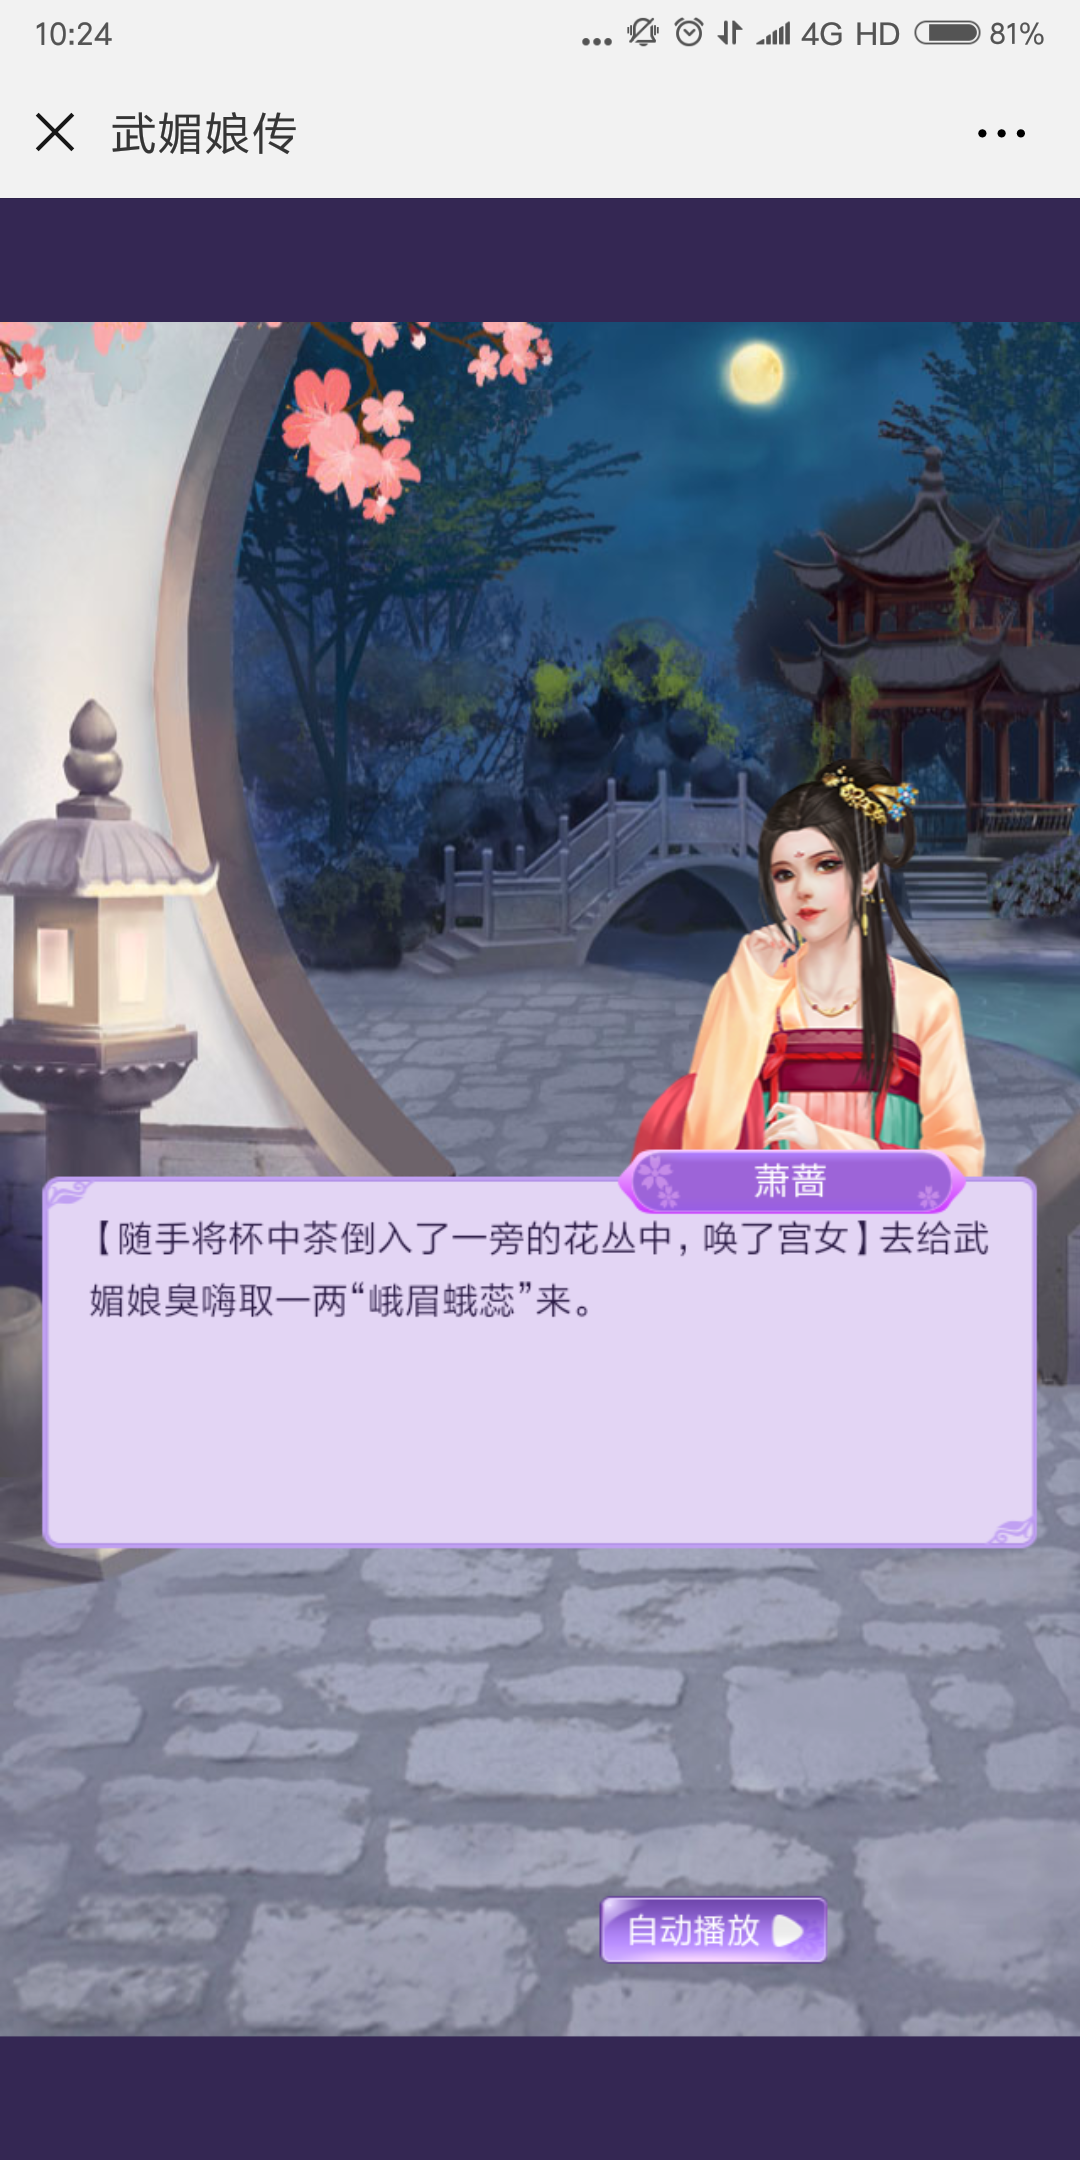 10:24
4G HD 81%
武媚娘传
萧蔷
【随手将杯中茶倒入了一旁的花丛中，唤了宫女】去给武
媚娘臭嗨取一两“峨眉蛾蕊”来。
自动播放